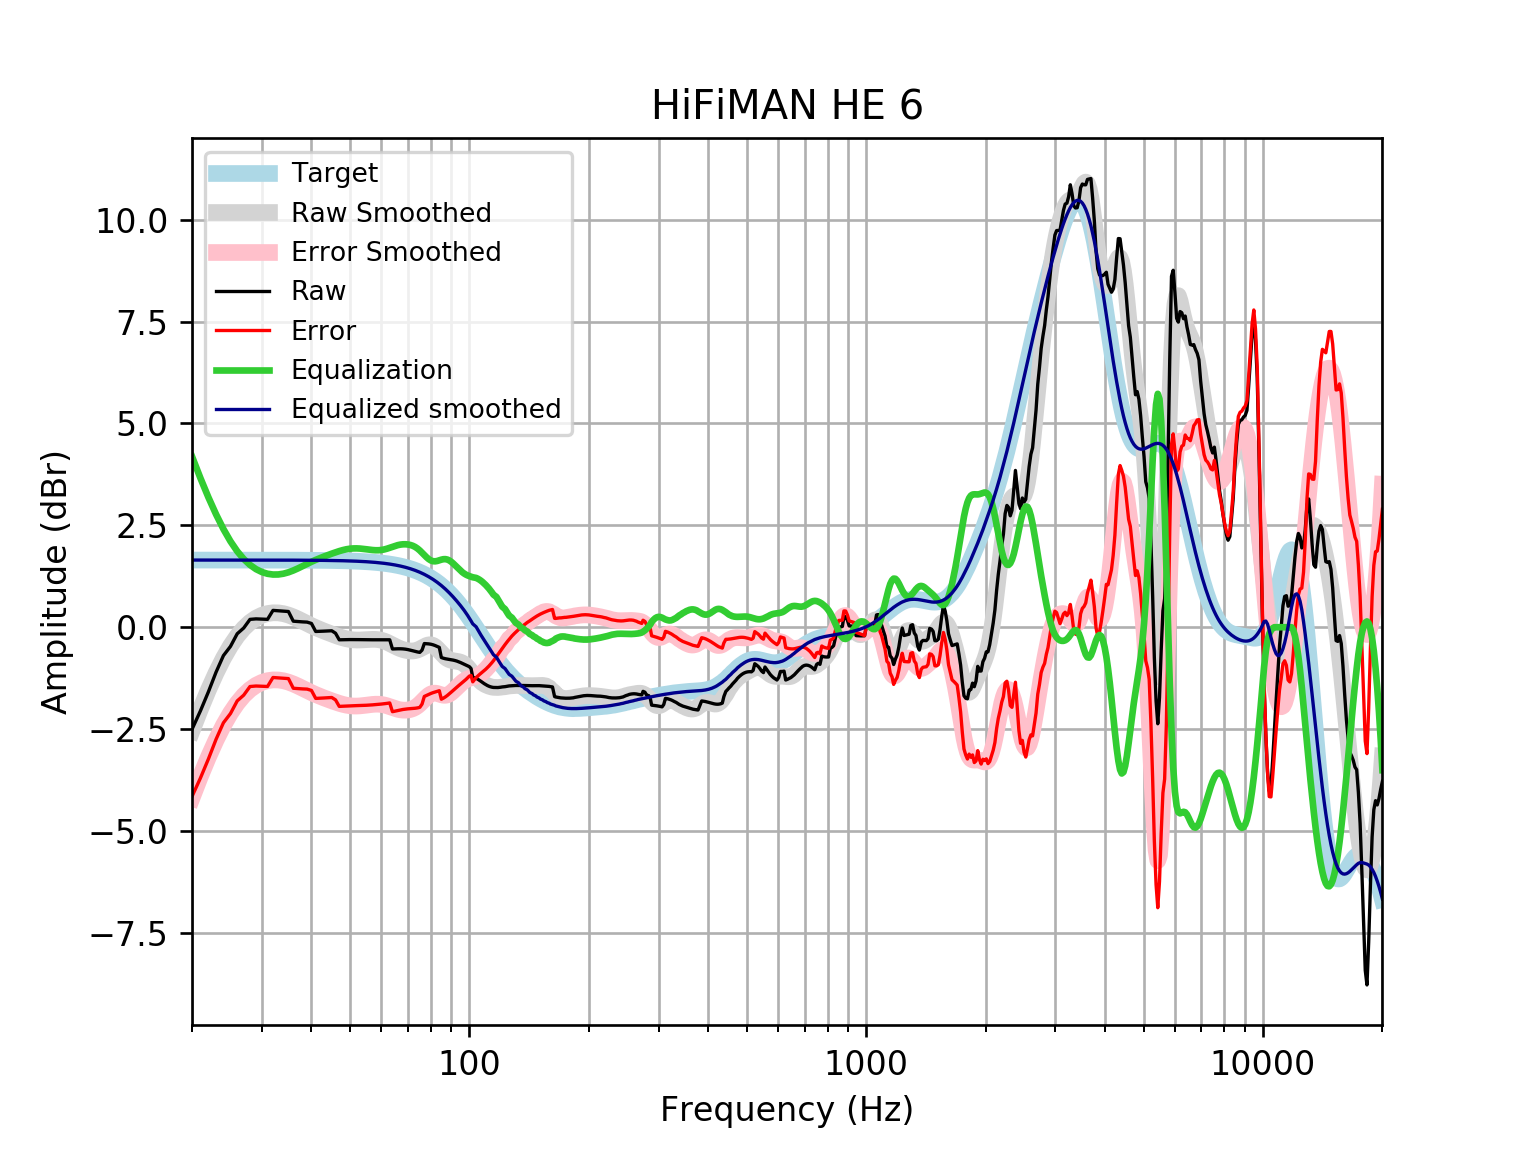 HiFiMAN HE 6
Target
Raw Smoothed
Error Smoothed
Raw
Error
Equalization
Equalized smoothed
10.0
7.5
5.0
2.5
0.0
−2.5
−5.0
−7.5
Amplitude (dBr)
100 1000 10000
Frequency (Hz)